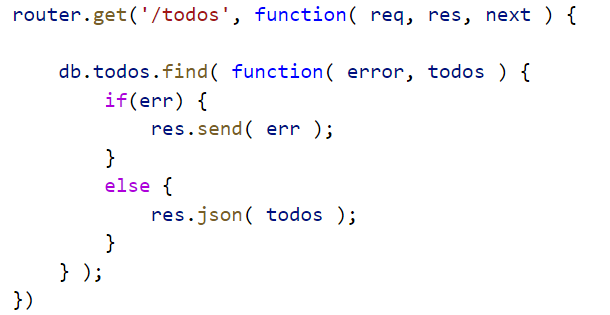 router.get('/todos', function( req, res, next ) {
db.todos.find( function( error, todos ) {
if(err) {
res.send( err );
}
else {
res.json( todos );
}
} );
})